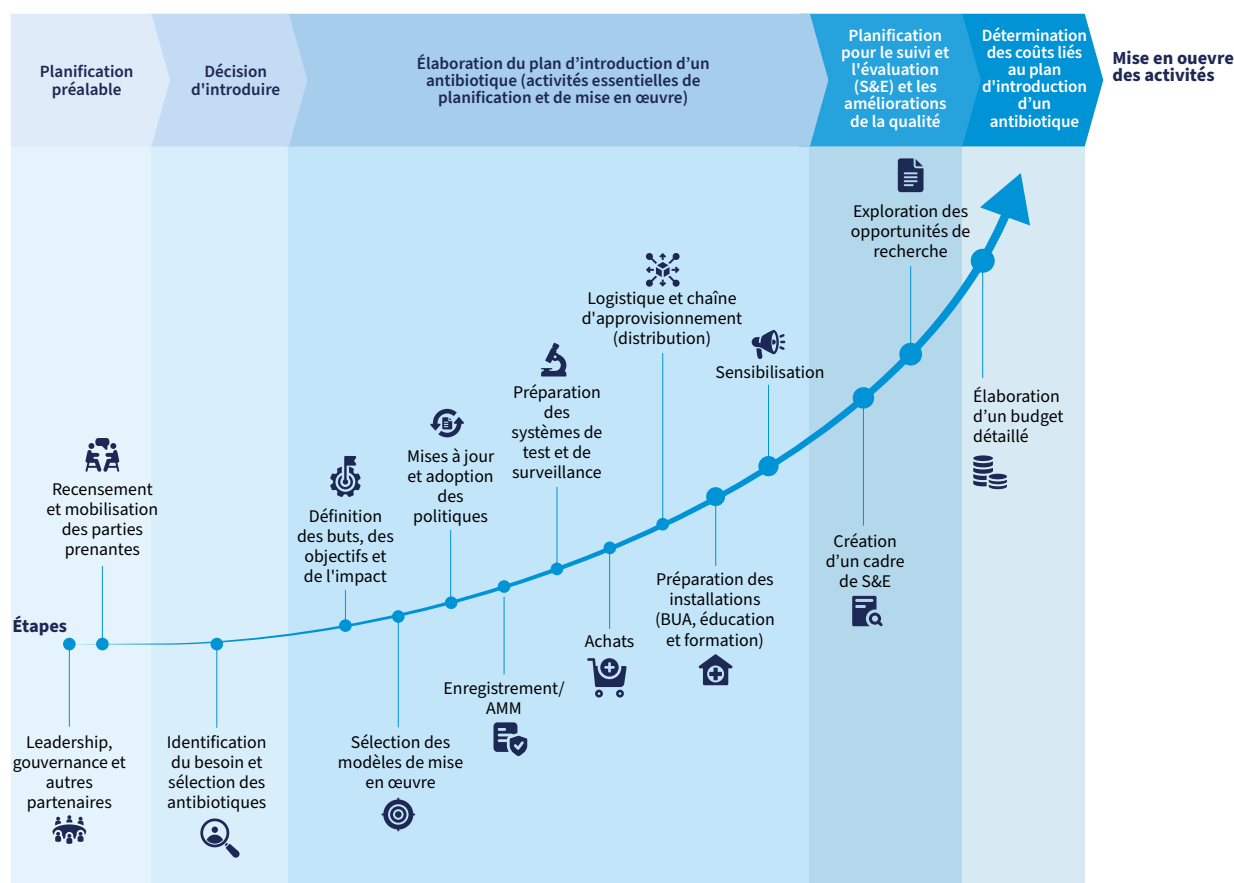 Planification
préalable
Décision
d'introduire
Élaboration du plan d’introduction d’un
antibiotique (activités essentielles de
planification et de mise en œuvre)
Planification
pour le suivi et
l'évaluation
(S&E) et les
améliorations
de la qualité
Détermination
des coûts liés
au plan
d'introduction
d’un
antibiotique
Mise en ouevre
des activités
Exploration des
opportunités de
recherche
Logistique et chaîne
d'approvisionnement
(distribution)
Sensibilisation
Préparation
des
systèmes de
test et de
surveillance
Élaboration
d’un budget
détaillé
Mises à jour
et adoption
des
politiques
Recensement
et mobilisation
des parties
prenantes
Définition
des buts, des
objectifs et
de l'impact
Création
d’un cadre
de S&E
Préparation des
installations
(BUA, éducation
et formation)
Étapes
Achats
Enregistrement/
AMM
Leadership,
gouvernance et
autres
partenaires
Identification
du besoin et
sélection des
antibiotiques
Sélection des
modèles de mise
en œuvre